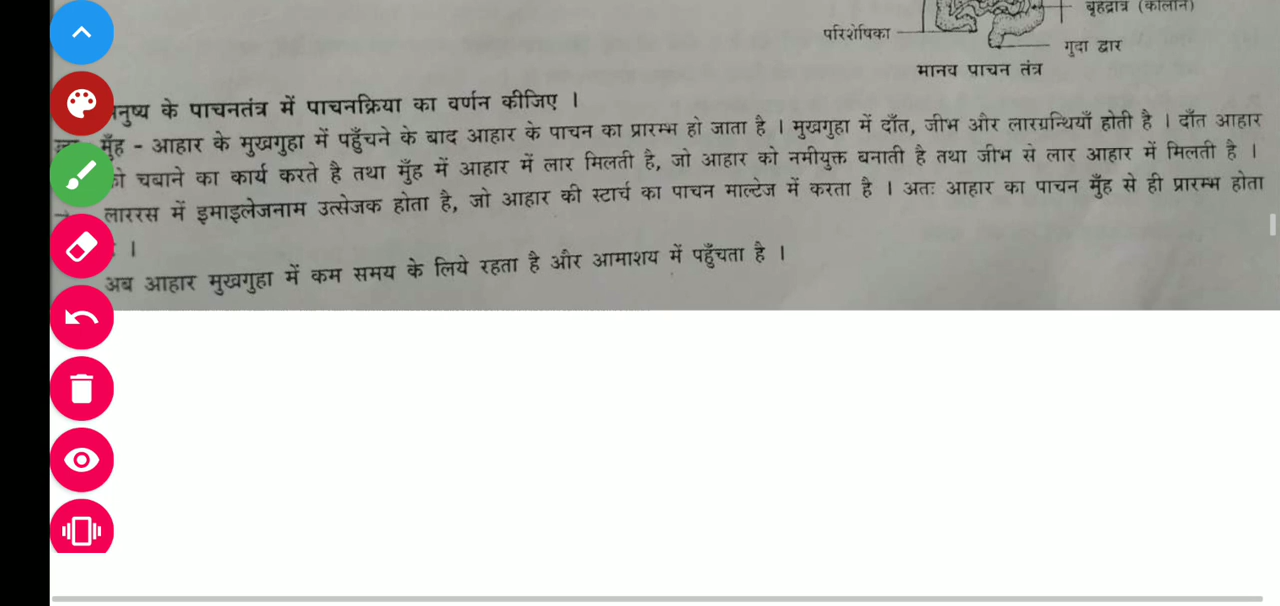 बृहद्रांत्र (कोलोन)
परिशेषिका
गुदा द्वार
मानव पाचन तंत्र
मनुष्य के पाचनतंत्र में पाचनक्रिया का वर्णन कीजिए ।
मुँह - आहार के मुखगुहा में पहुँचने के बाद आहार के पाचन का प्रारम्भ हो जाता है । मुखगुहा में दाँत, जीभ और लारग्रन्थियाँ होती है । दाँत आहार
को चबाने का कार्य करते है तथा मुँह में आहार में लार मिलती है, जो आहार को नमीयुक्त बनाती है तथा जीभ से लार आहार में मिलती है ।
लाररस में इमाइलेजनाम उत्सेजक होता है, जो आहार की स्टार्च का पाचन माल्टेज में करता है । अतः आहार का पाचन मुँह से ही प्रारम्भ होता
है ।
अब आहार मुखगुहा में कम समय के लिये रहता है और आमाशय में पहुँचता है ।